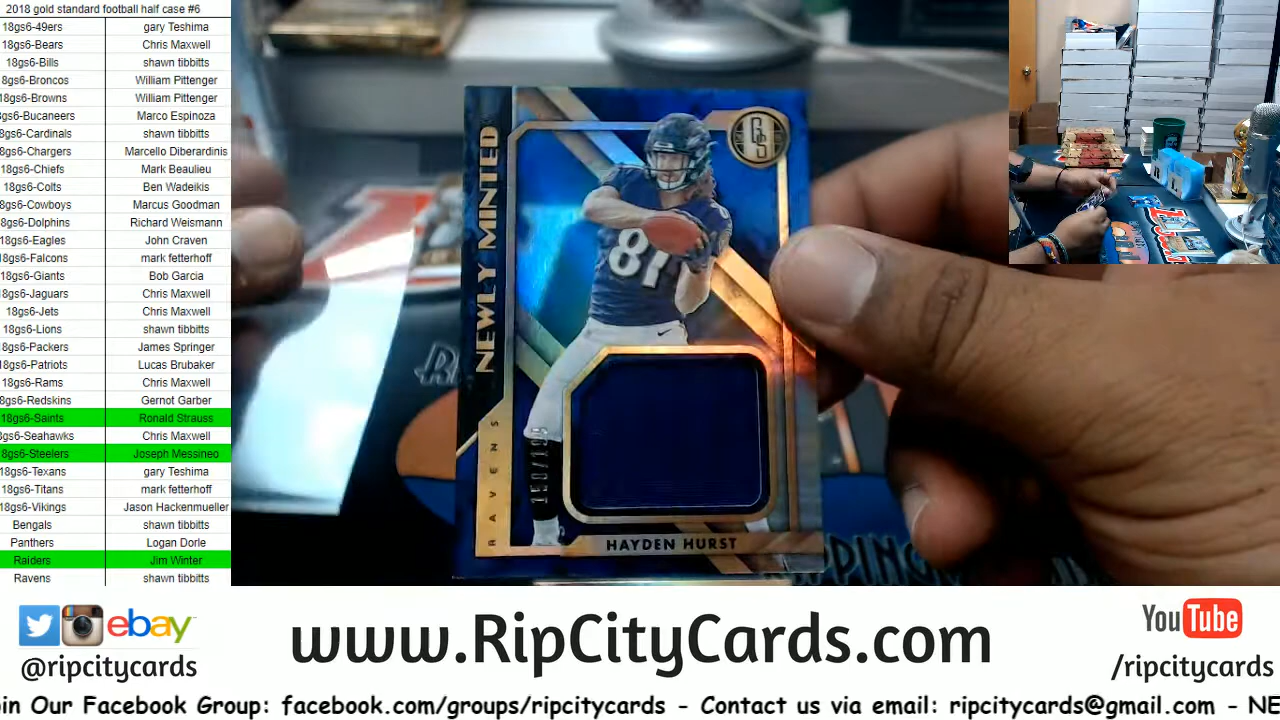 2018 gold standard football half case #6
18gs6-49ers gary Teshima
18gs6-Bears Chris Maxwell
18gs6-Bills shawn tibbitts
8gs6-Broncos William Pittenger
8gs6-Browns William Pittenger
gs6-Bucaneers Marco Espinoza
8gs6-Cardinals shawn tibbitts
8gs6-Chargers Marcello Diberardinis
8gs6-Chiefs Mark Beaulieu
18gs6-Colts Ben Wadeikis
8gs6-Cowboys Marcus Goodman
8gs6-Dolphins Richard Weismann
18gs6-Eagles John Craven
18gs6-Falcons mark fetterhoff
18gs6-Giants Bob Garcia
18gs6-Jaguars Chris Maxwell
18gs6-Jets Chris Maxwell
18gs6-Lions shawn tibbitts
8gs6-Packers James Springer
18gs6-Patriots Lucas Brubaker
18gs6-Rams Chris Maxwell
8gs6-Redskins Gernot Garber
18gs6-Saints Ronald Strauss
8gs6-Seahawks Chris Maxwell
8gs6-Steelers Joseph Messineo
18gs6-Texans gary Teshima
18gs6-Titans mark fetterhoff
18gs6-Vikings Jason Hackenmueller
Bengals shawn tibbitts
Panthers Logan Dorle
Raiders Jim Winter
Ravens shawn tibbitts
NEWLY MINTED
GS
81
RAVENS
HAYDEN HURST
ebay
@ripcitycards
www.RipCityCards.com
YouTube
/ripcitycards
oin Our Facebook Group: facebook.com/groups/ripcitycards - Contact us via email: ripcitycards@gmail.com - NE